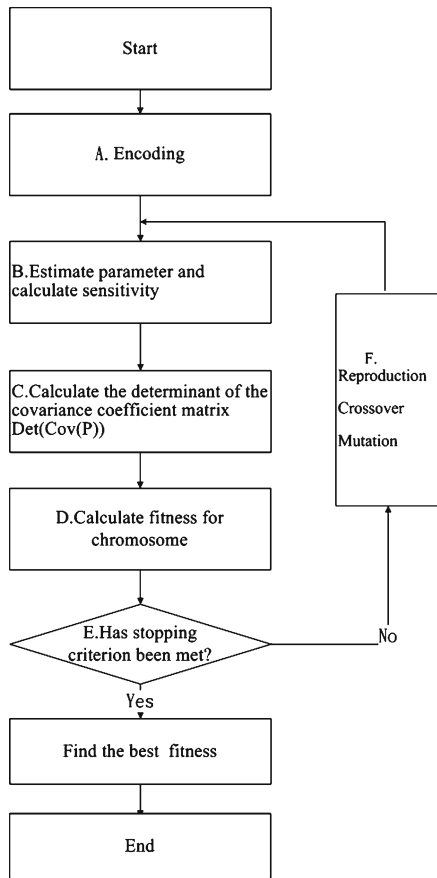 Start
A. Encoding
B.Estimate parameter and
calculate sensitivity
C.Calculate the determinant of the
covariance coefficient matrix
Det(Cov(P))
D.Calculate fitness for
chromosome
E.Has stopping
criterion been met?
No
Yes
F.
Reproduction
Crossover
Mutation
Find the best fitness
End